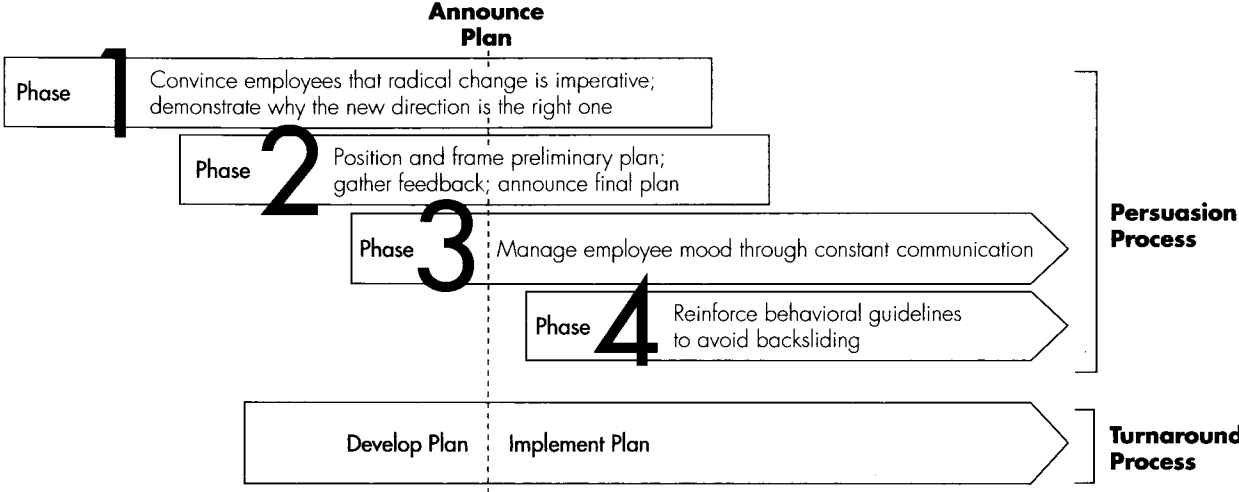 Announce
Plan
Phase 1 Convince employees that radical change is imperative;
demonstrate why the new direction is the right one
Phase 2 Position and frame preliminary plan;
gather feedback; announce final plan
Phase 3 Manage employee mood through constant communication
Phase 4 Reinforce behavioral guidelines
to avoid backsliding
Persuasion
Process
Develop Plan Implement Plan
Turnaround
Process